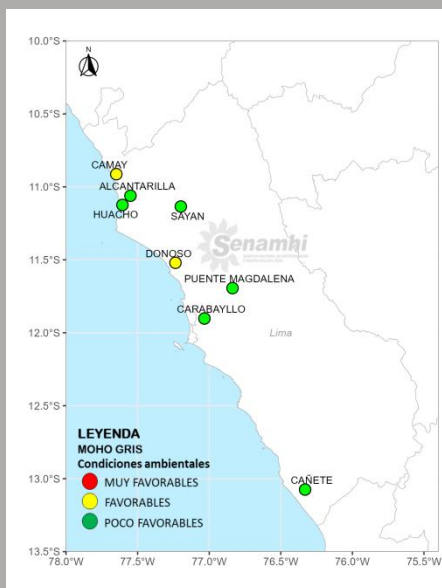 10.0°S
N
10.5°S
CAMAY
11.0°S
ALCANTARILLA
HUACHO
SAYAN
11.5°S
DONOSO
Senamhi
PUENTE MAGDALENA
CARABAYLLO
12.0°S
Lima
12.5°S
LEYENDA
MOHO GRIS
Condiciones ambientales
MUY FAVORABLES
FAVORABLES
POCO FAVORABLES
13.0°S
CAÑETE
13.5°S
78.0°W 77.5°W 77.0°W 76.5°W 76.0°W 75.5°W